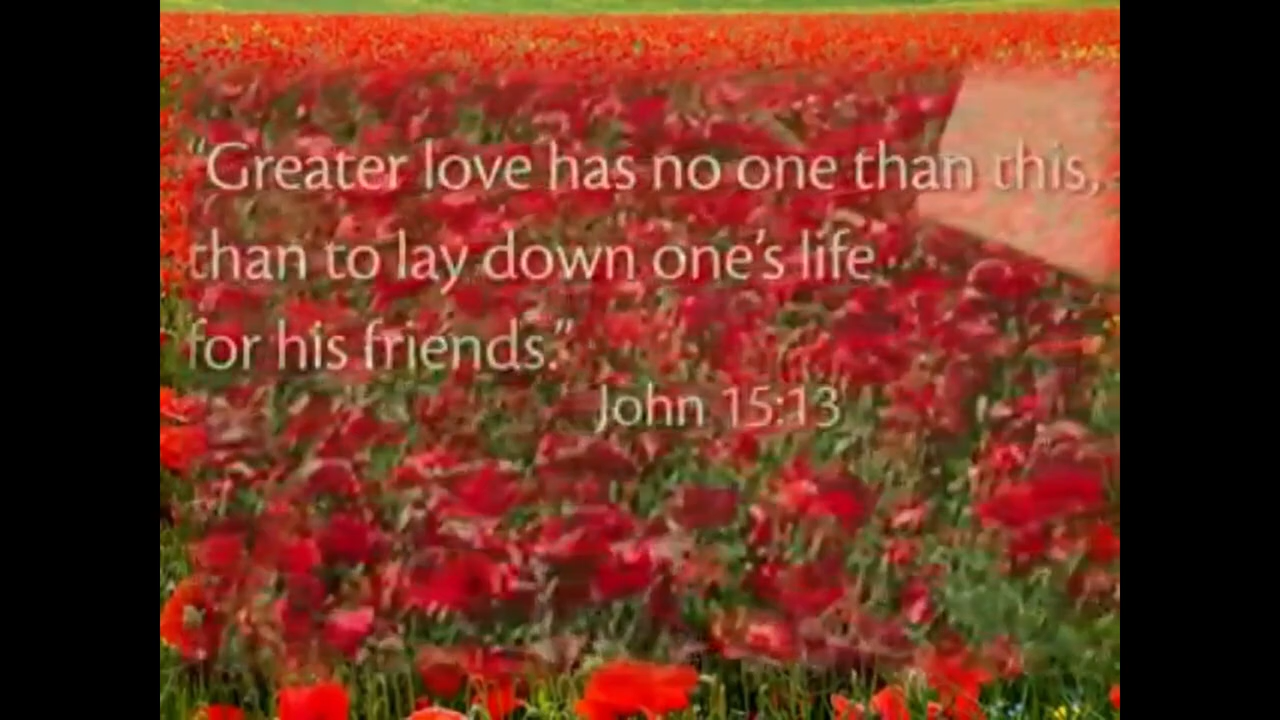 "Greater love has no one than this,
than to lay down one's life
for his friends."
John 15:13